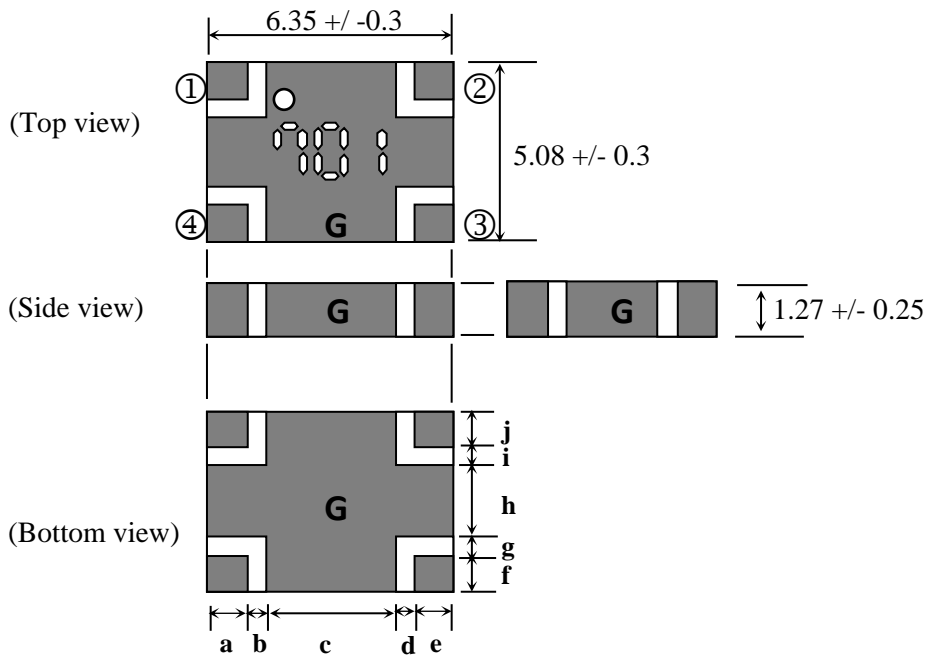 6.35 + / -0.3
① ②
(Top view)
701
5.08 +/- 0.3
④ G ③
(Side view) G G 1.27 +/- 0.25
j
i
h
G
(Bottom view)
g
f
a b c d e